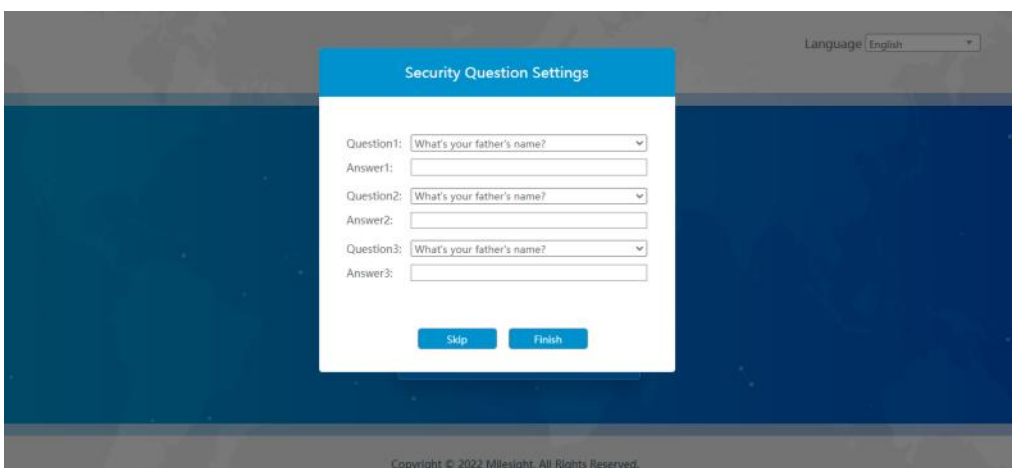 Language English
Security Question Settings
Question1: What's your father's name?
Answer1:
Question2: What's your father's name?
Answer2:
Question3: What's your father's name?
Answer3:
Skip Finish
Copyright © 2022 Milesight. All Rights Reserved.